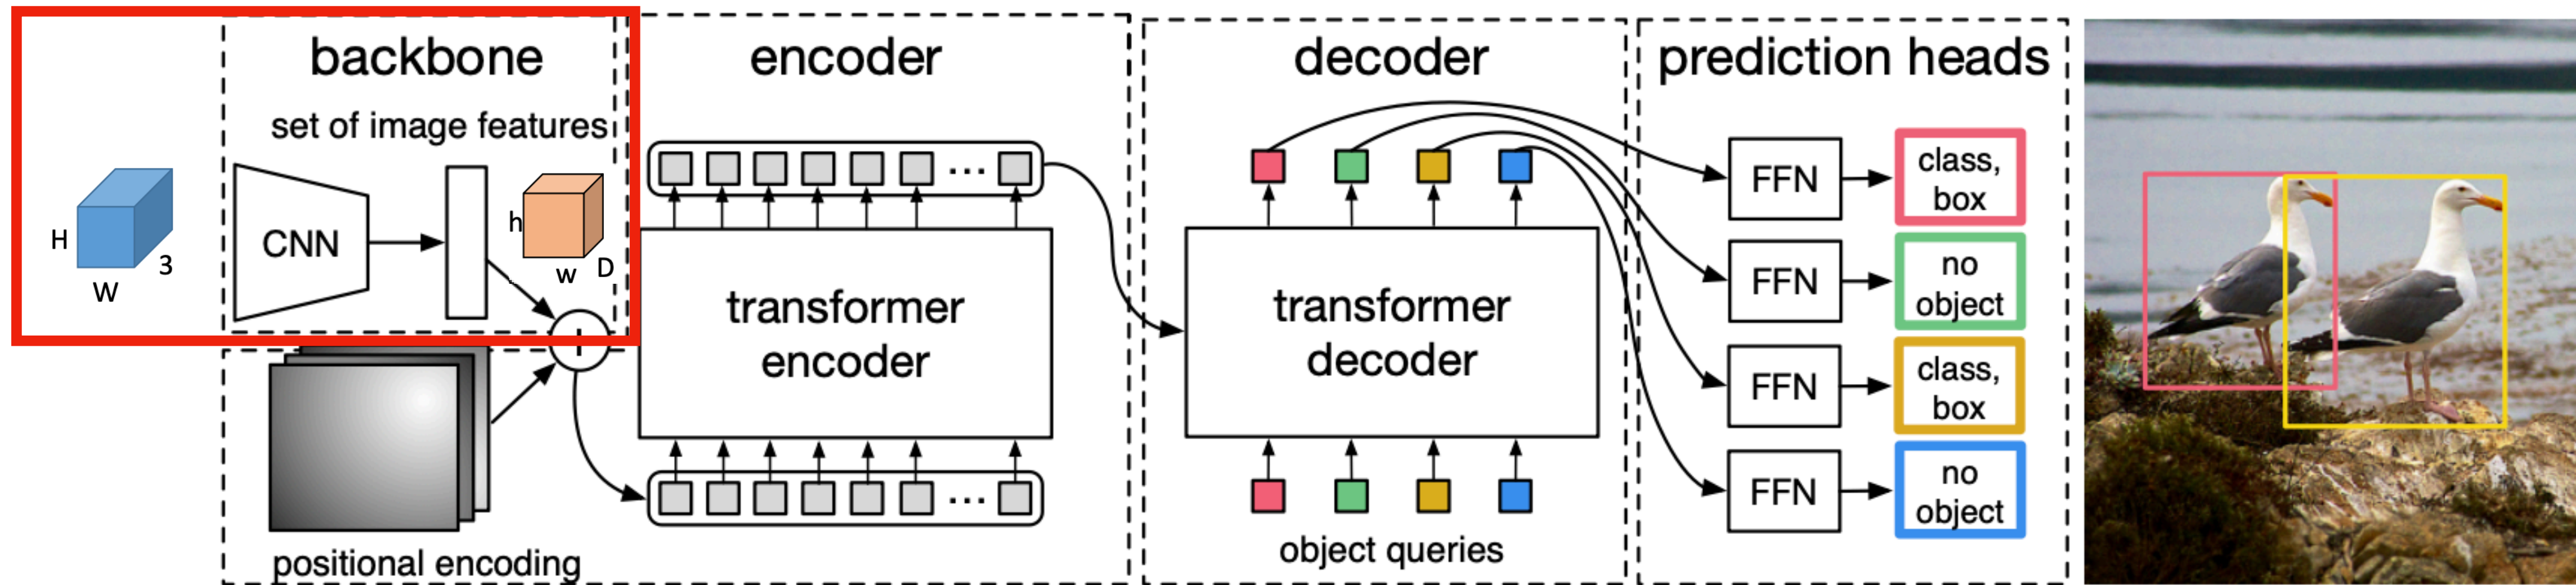 backbone
set of image features
H
W
3
CNN
h
w
D
+
positional encoding
encoder
...
transformer
encoder
...
decoder
transformer
decoder
object queries
prediction heads
FFN
class,
box
FFN
no
object
FFN
class,
box
FFN
no
object